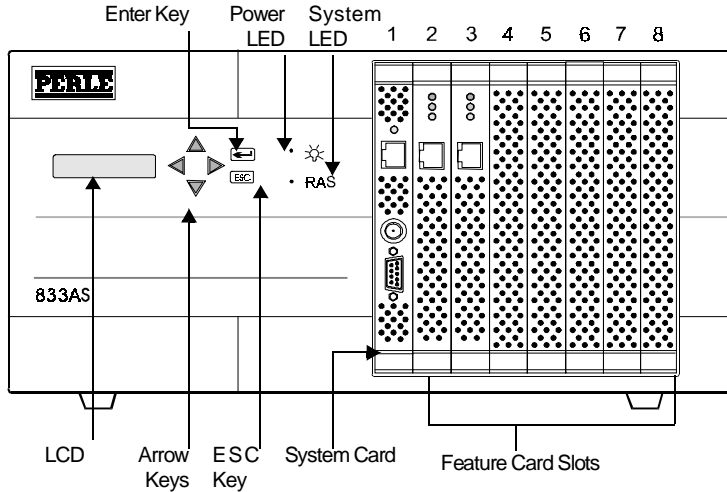 Enter Key
Power LED
System LED
1 2 3 4 5 6 7 8
PERLE
ESC
RAS
833AS
LCD
Arrow Keys
ESC Key
System Card
Feature Card Slots